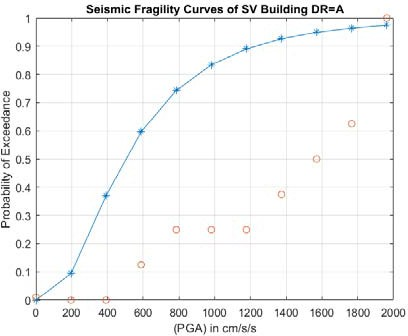 Seismic Fragility Curves of SV Building DR=A
1
0.9
0.8
0.7
0.6
0.5
0.4
0.3
0.2
0.1
0
Probability of Exceedance
0 200 400 600 800 1000 1200 1400 1600 1800 2000
(PGA) in cm/s/s